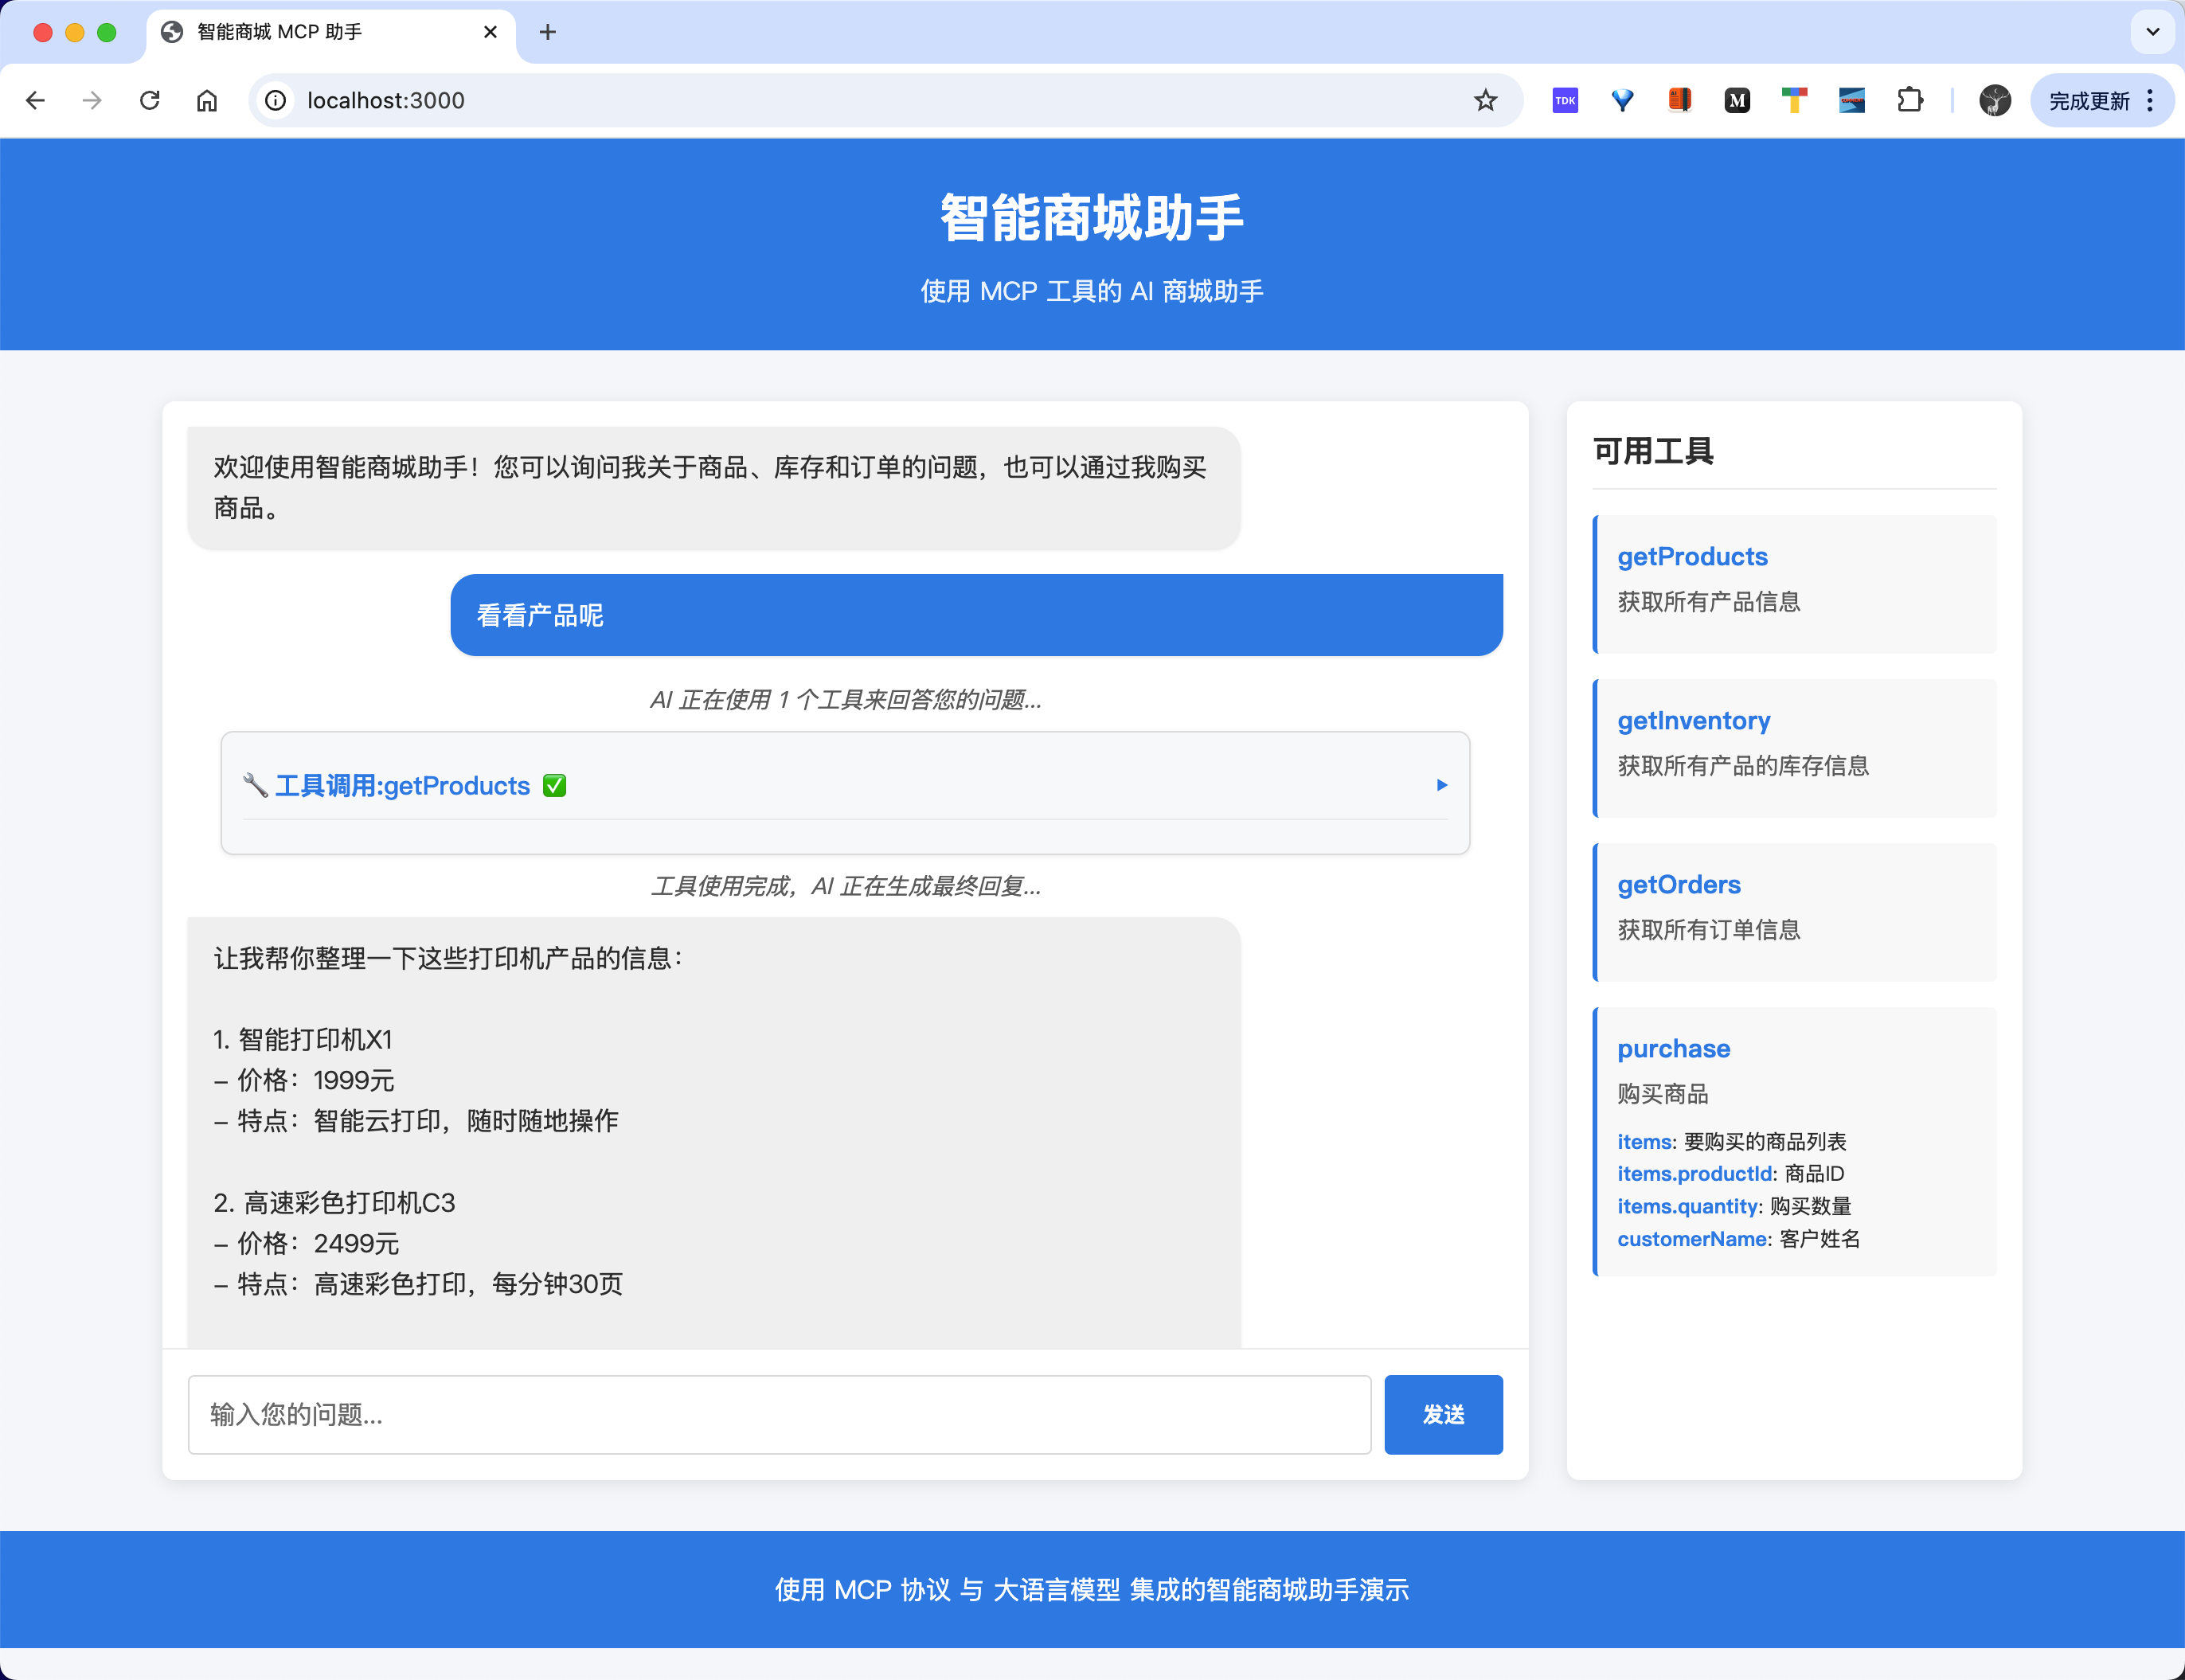 智能商城 MCP 助手
localhost:3000
TDK
M
完成更新
智能商城助手
使用 MCP 工具的 AI 商城助手
欢迎使用智能商城助手！您可以询问我关于商品、库存和订单的问题，也可以通过我购买
商品。
看看产品呢
AI 正在使用 1 个工具来回答您的问题...
工具调用:getProducts
工具使用完成，AI 正在生成最终回复...
让我帮你整理一下这些打印机产品的信息：
1. 智能打印机X1
– 价格：1999元
– 特点：智能云打印，随时随地操作
2. 高速彩色打印机C3
– 价格：2499元
– 特点：高速彩色打印，每分钟30页
输入您的问题...
发送
可用工具
getProducts
获取所有产品信息
getInventory
获取所有产品的库存信息
getOrders
获取所有订单信息
purchase
购买商品
items: 要购买的商品列表
items.productId: 商品ID
items.quantity: 购买数量
customerName: 客户姓名
使用 MCP 协议 与 大语言模型 集成的智能商城助手演示